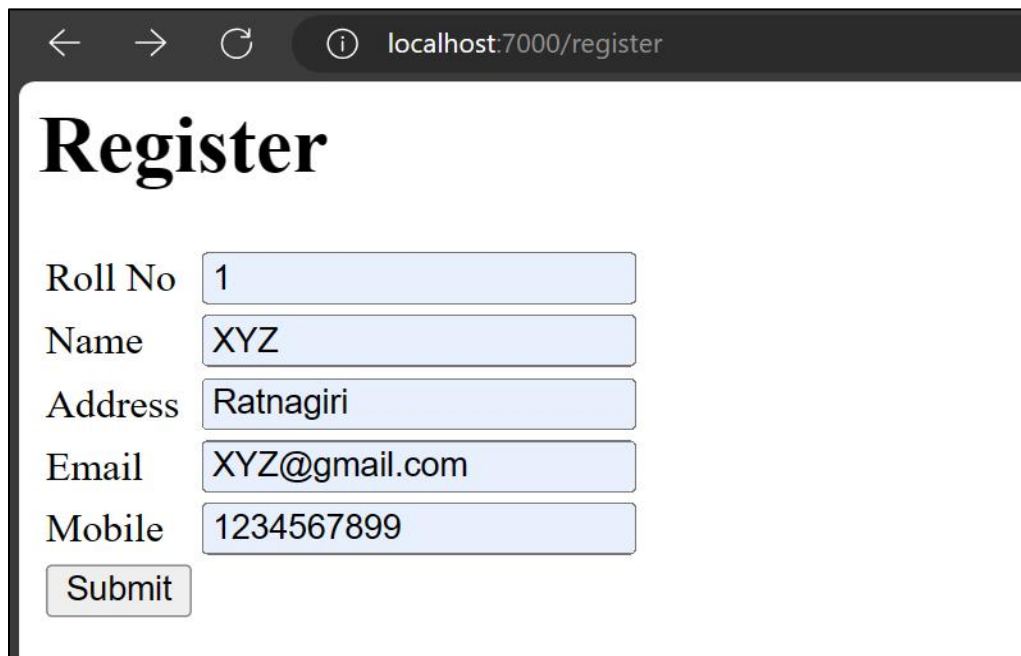 localhost:7000/register
Register
Roll No 1
Name XYZ
Address Ratnagiri
Email XYZ@gmail.com
Mobile 1234567899
Submit